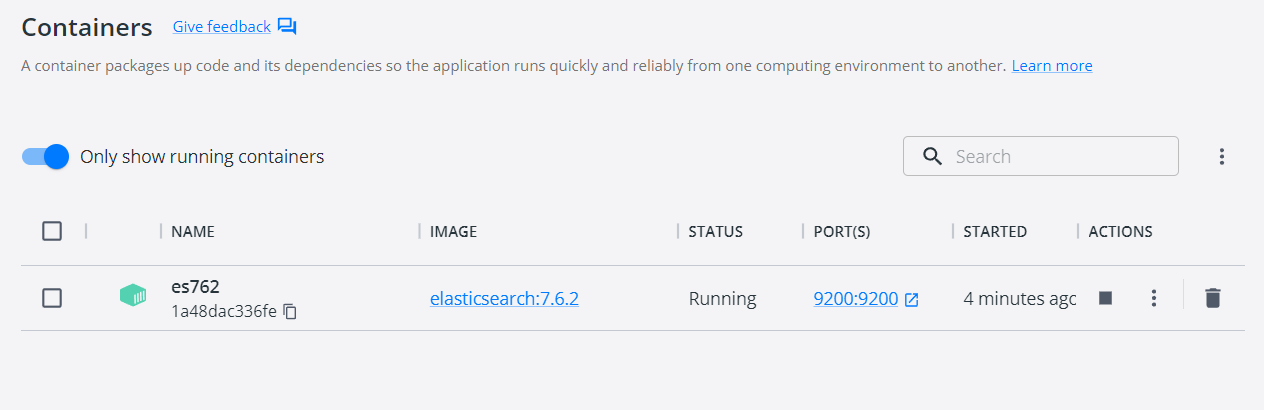 Containers Give feedback
A container packages up code and its dependencies so the application runs quickly and reliably from one computing environment to another. Learn more
Only show running containers Search
NAME IMAGE STATUS PORT(S) STARTED ACTIONS
es762 elasticsearch:7.6.2 Running 9200:9200 4 minutes ago
1a48dac336fe